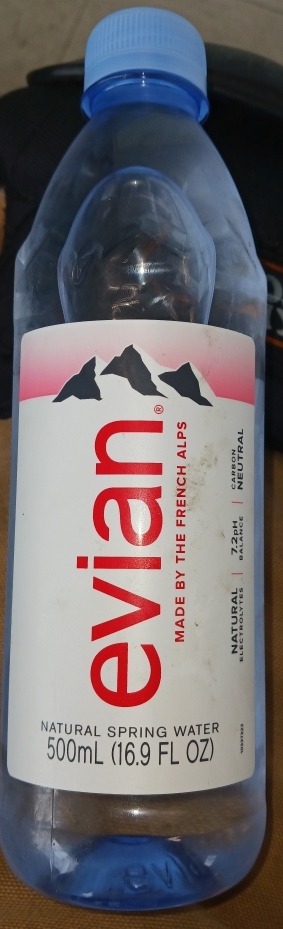 evian®
MADE BY THE FRENCH ALPS
NATURAL
ELECTROLYTES
7.2pH
BALANCE
CARBON
NEUTRAL
NATURAL SPRING WATER
500mL (16.9 FL OZ)